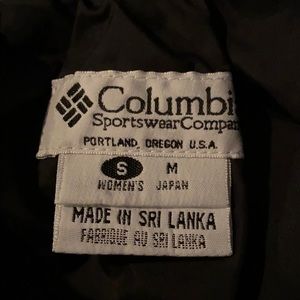 Columbi
SportswearCompan
PORTLAND, OREGON U.S.A.
S M
WOMEN'S JAPAN
MADE IN SRI LANKA
FABRIQUE AU SRI LANKA